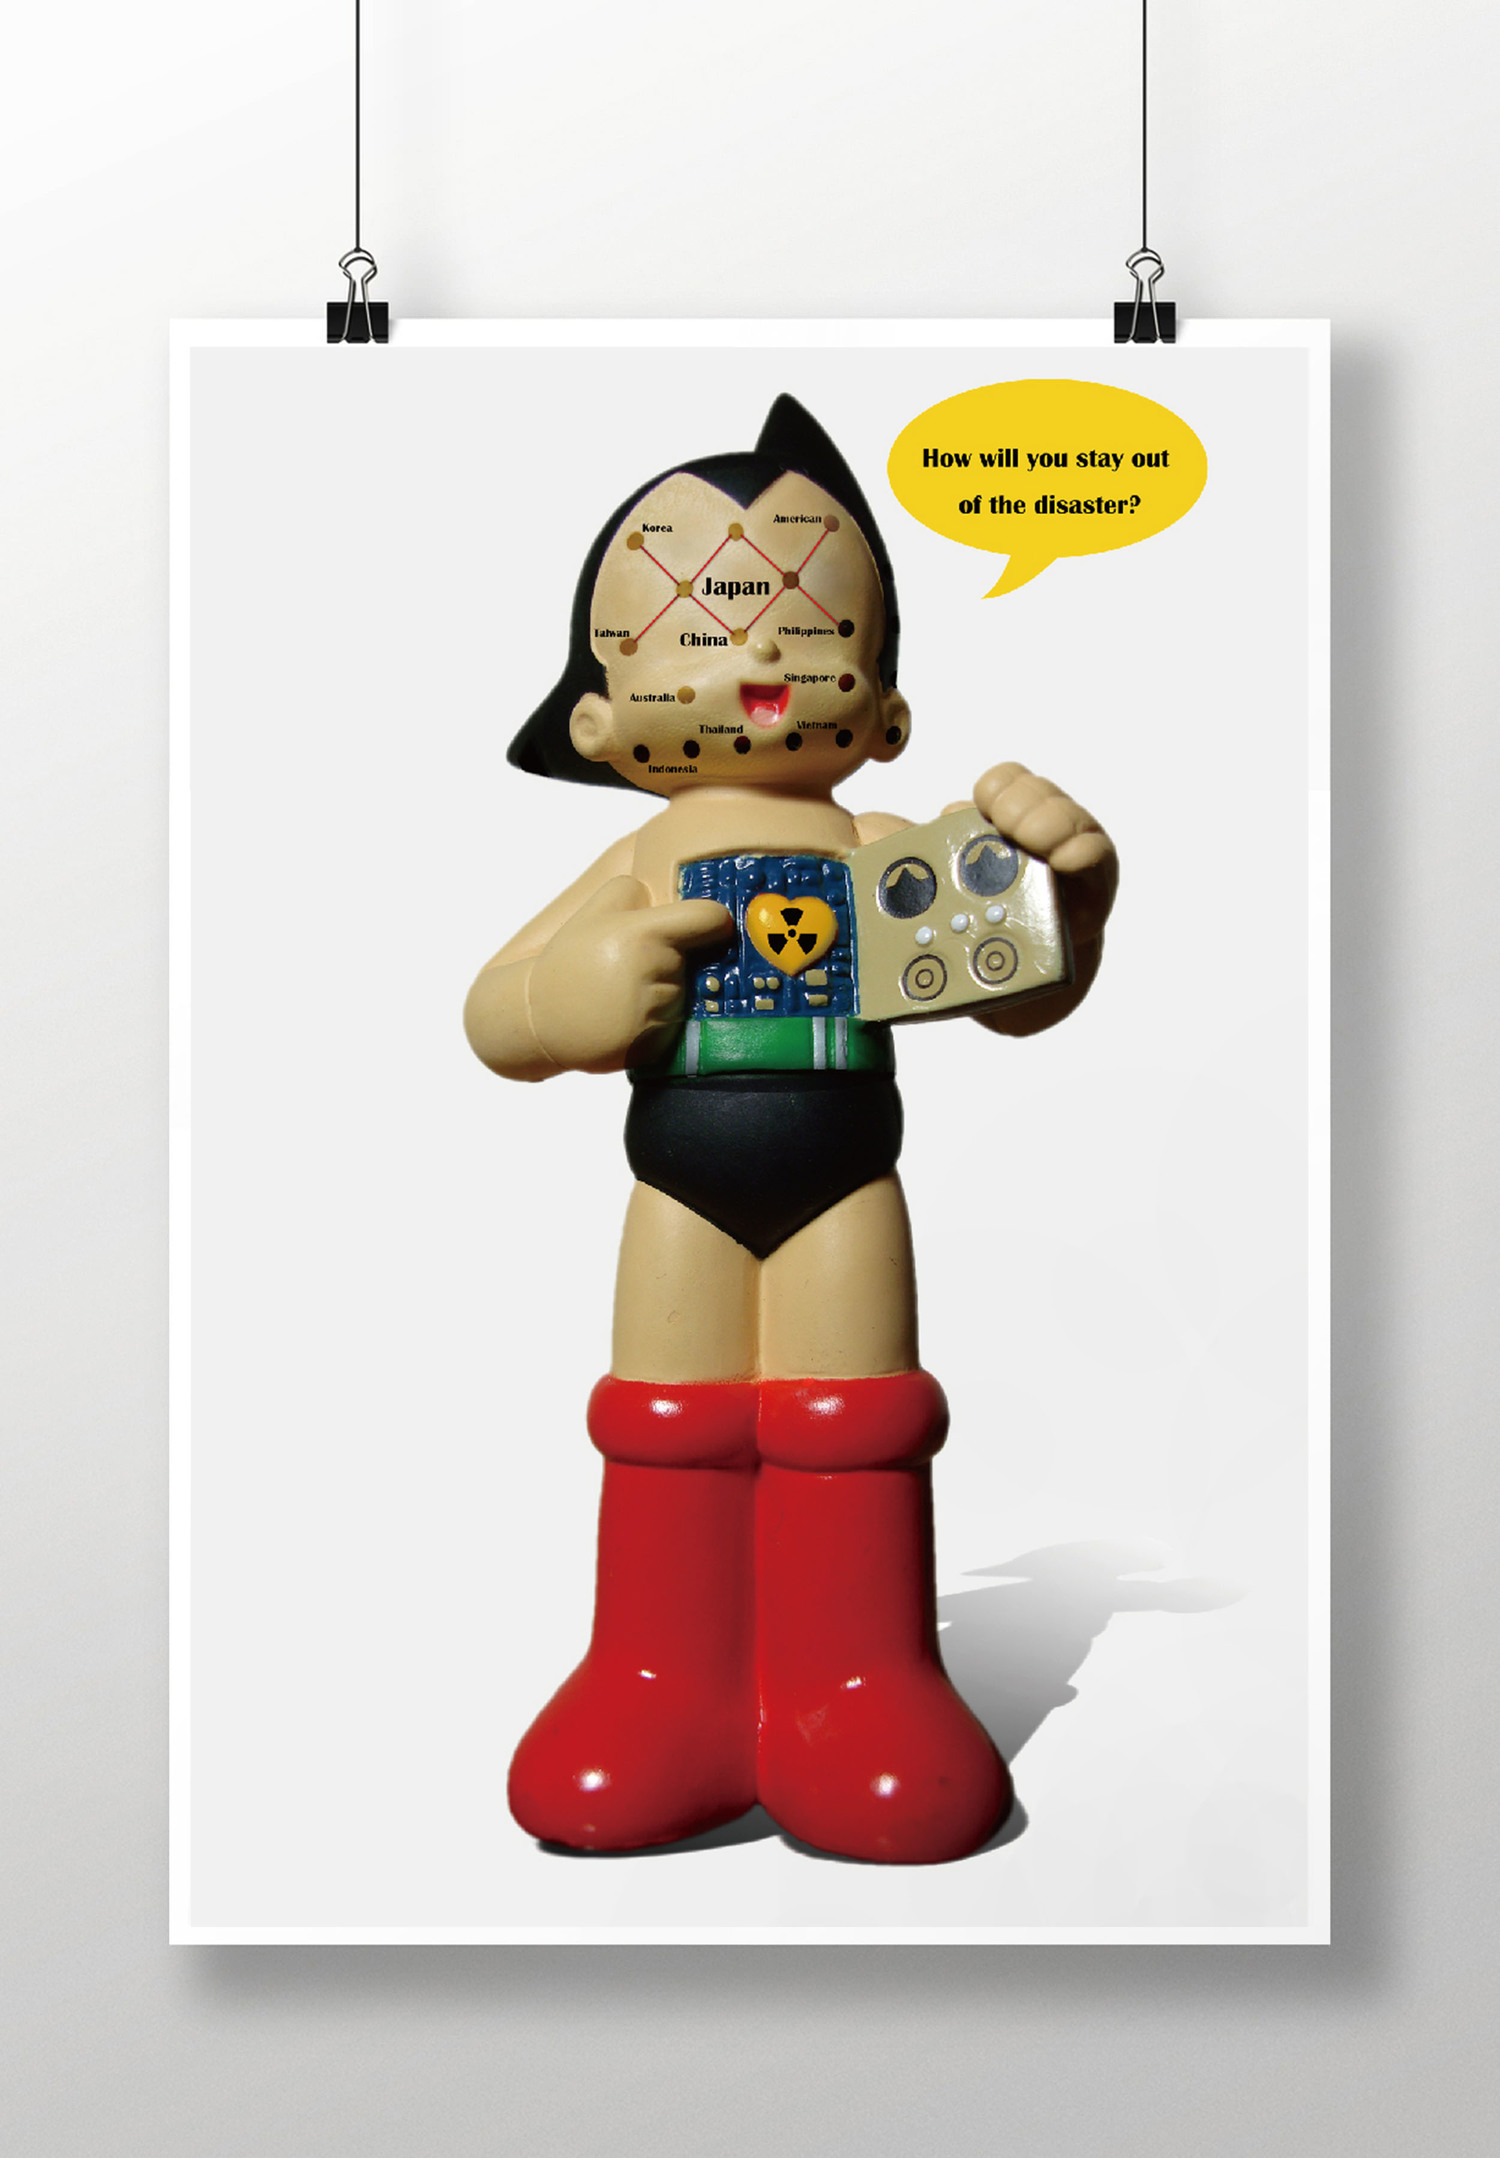 How will you stay out
of the disaster?
Korea
American
Japan
Taiwan
China
Philippines
Singapore
Australia
Thailand
Vietnam
Indonesia